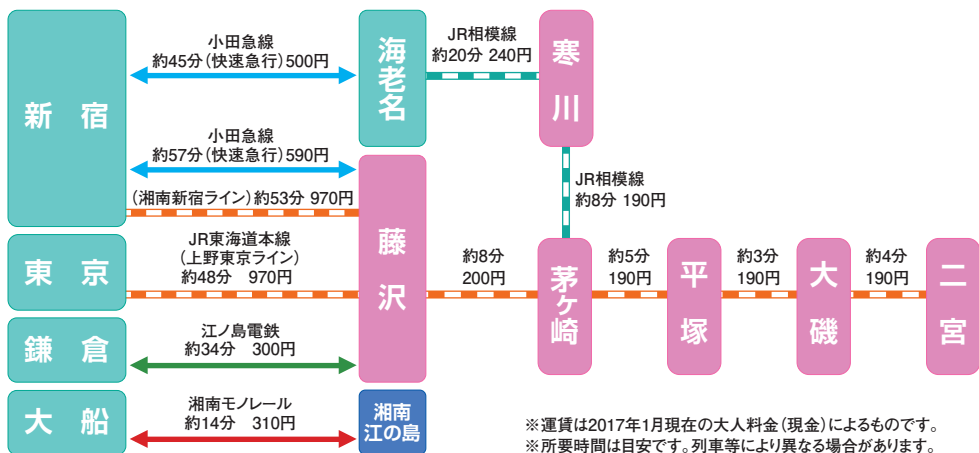 新宿
小田急線
約45分(快速急行)500円
海老名
JR相模線
約20分 240円
寒川
小田急線
約57分(快速急行)590円
(湘南新宿ライン)約53分 970円
JR相模線
約8分 190円
東京
JR東海道本線
(上野東京ライン)
約48分 970円
藤沢
約8分
200円
茅ヶ崎
約5分
190円
平塚
約3分
190円
大磯
約4分
190円
二宮
鎌倉
江ノ島電鉄
約34分 300円
大船
湘南モノレール
約14分 310円
湘南
江の島
※運賃は2017年1月現在の大人料金(現金)によるものです。
※所要時間は目安です。列車等により異なる場合があります。